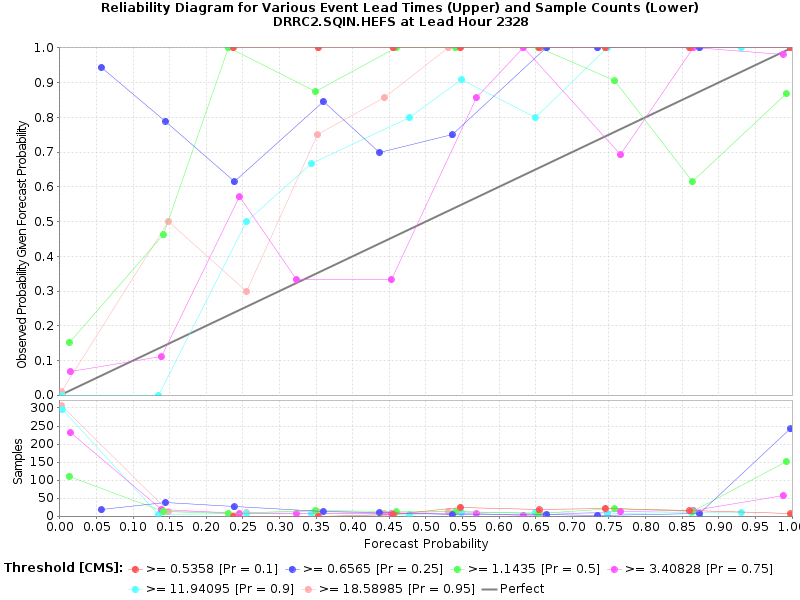 Reliability Diagram for Various Event Lead Times (Upper) and Sample Counts (Lower)
DRRC2.SQIN.HEFS at Lead Hour 2328
Observed Probability Given Forecast Probability
1.0
0.9
0.8
0.7
0.6
0.5
0.4
0.3
0.2
0.1
0.0
Samples
300
250
200
150
100
50
0
0.00 0.05 0.10 0.15 0.20 0.25 0.30 0.35 0.40 0.45 0.50 0.55 0.60 0.65 0.70 0.75 0.80 0.85 0.90 0.95 1.0
Forecast Probability
Threshold [CMS]: >= 0.5358 [Pr = 0.1] >= 0.6565 [Pr = 0.25] >= 1.1435 [Pr = 0.5] >= 3.40828 [Pr = 0.75]
>= 11.94095 [Pr = 0.9] >= 18.58985 [Pr = 0.95] Perfect